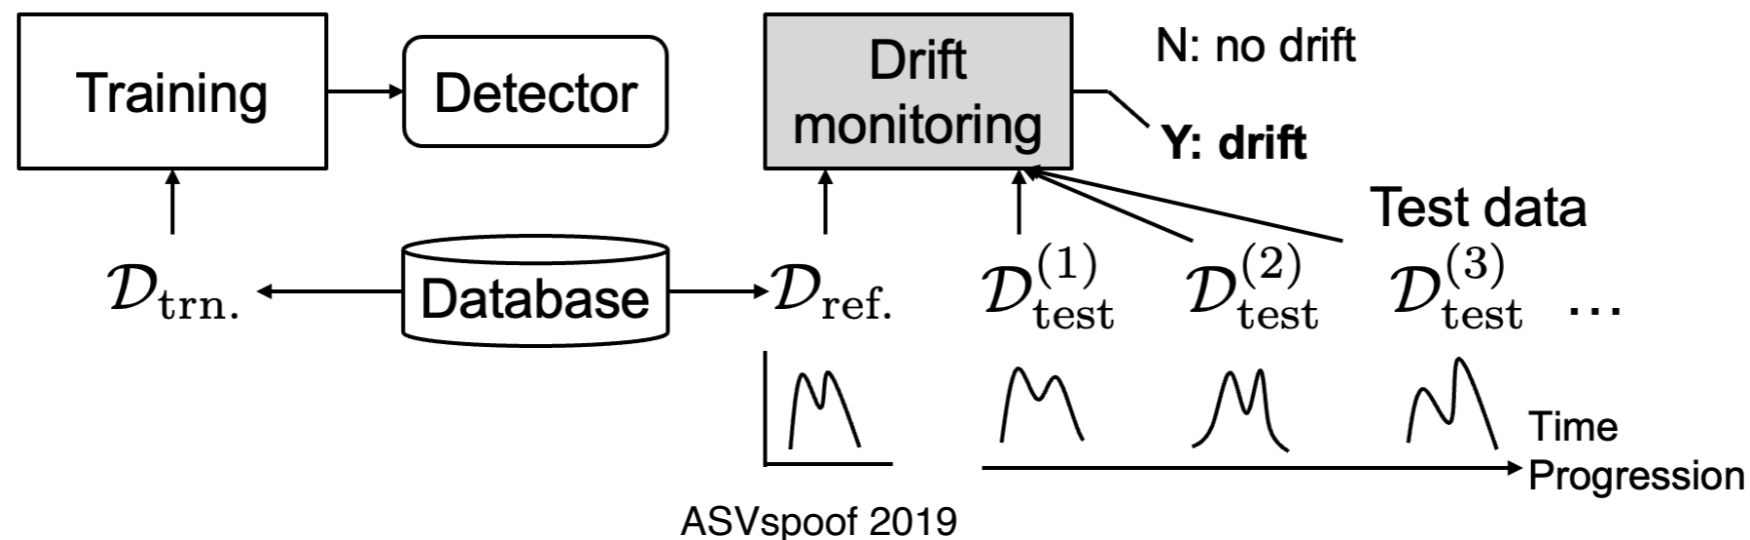 Training
Detector
Drift
monitoring
N: no drift
Y: drift
Test data
𝒟trn.
Database
𝒟ref.
𝒟test(1)
𝒟test(2)
𝒟test(3)
...
Time
Progression
ASVspoof 2019